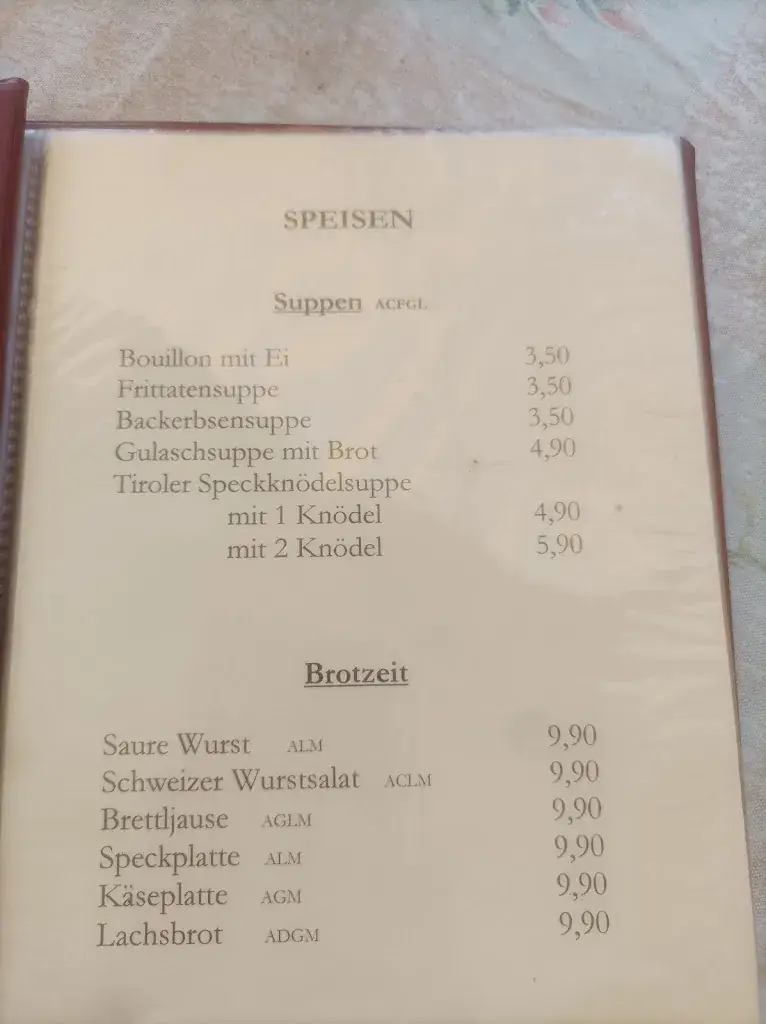 SPEISEN
Suppen ACFGL
Bouillon mit Ei 3,50
Frittatensuppe 3,50
Backerbsensuppe 3,50
Gulaschsuppe mit Brot 4,90
Tiroler Speckknödelsuppe
mit 1 Knödel 4,90
mit 2 Knödel 5,90
Brotzeit
Saure Wurst ALM 9,90
Schweizer Wurstsalat ACLM 9,90
Brettljause AGLM 9,90
Speckplatte ALM 9,90
Käseplatte AGM 9,90
Lachsbrot ADGM 9,90